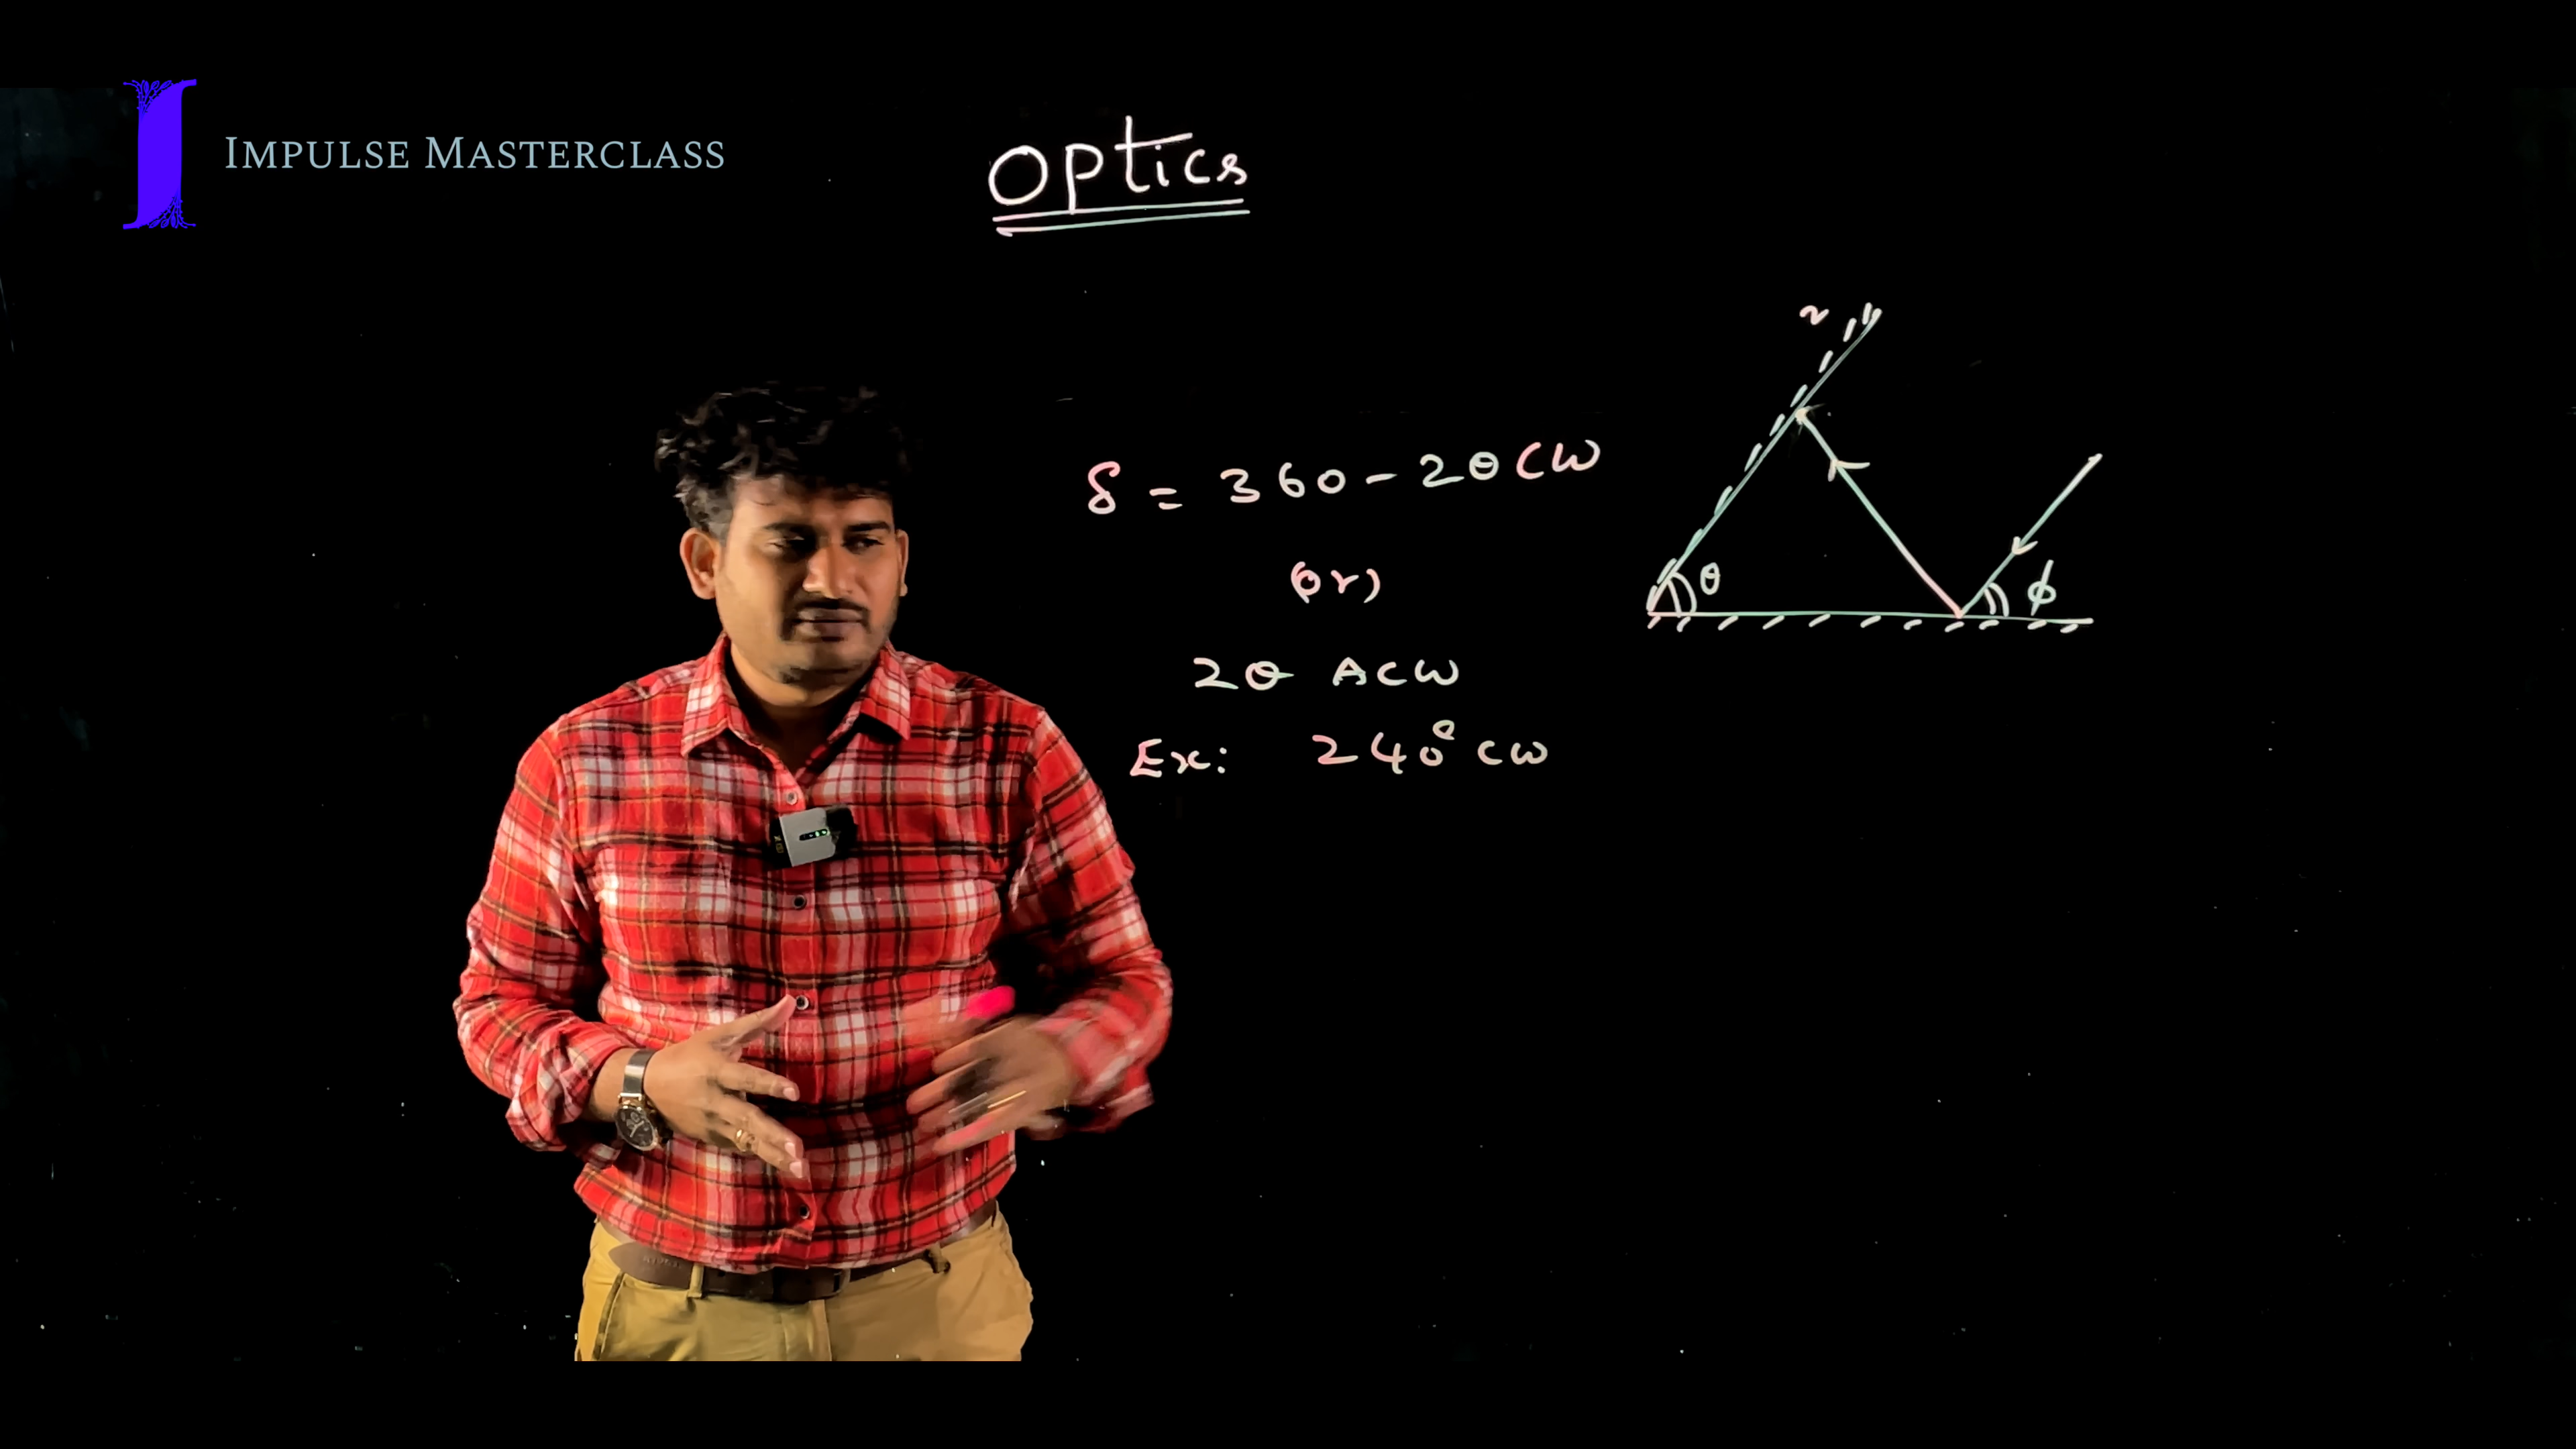 IMPULSE MASTERCLASS
Optics
δ = 360 - 2θ CW
(or)
2θ ACW
Ex: 240° CW
θ
ϕ